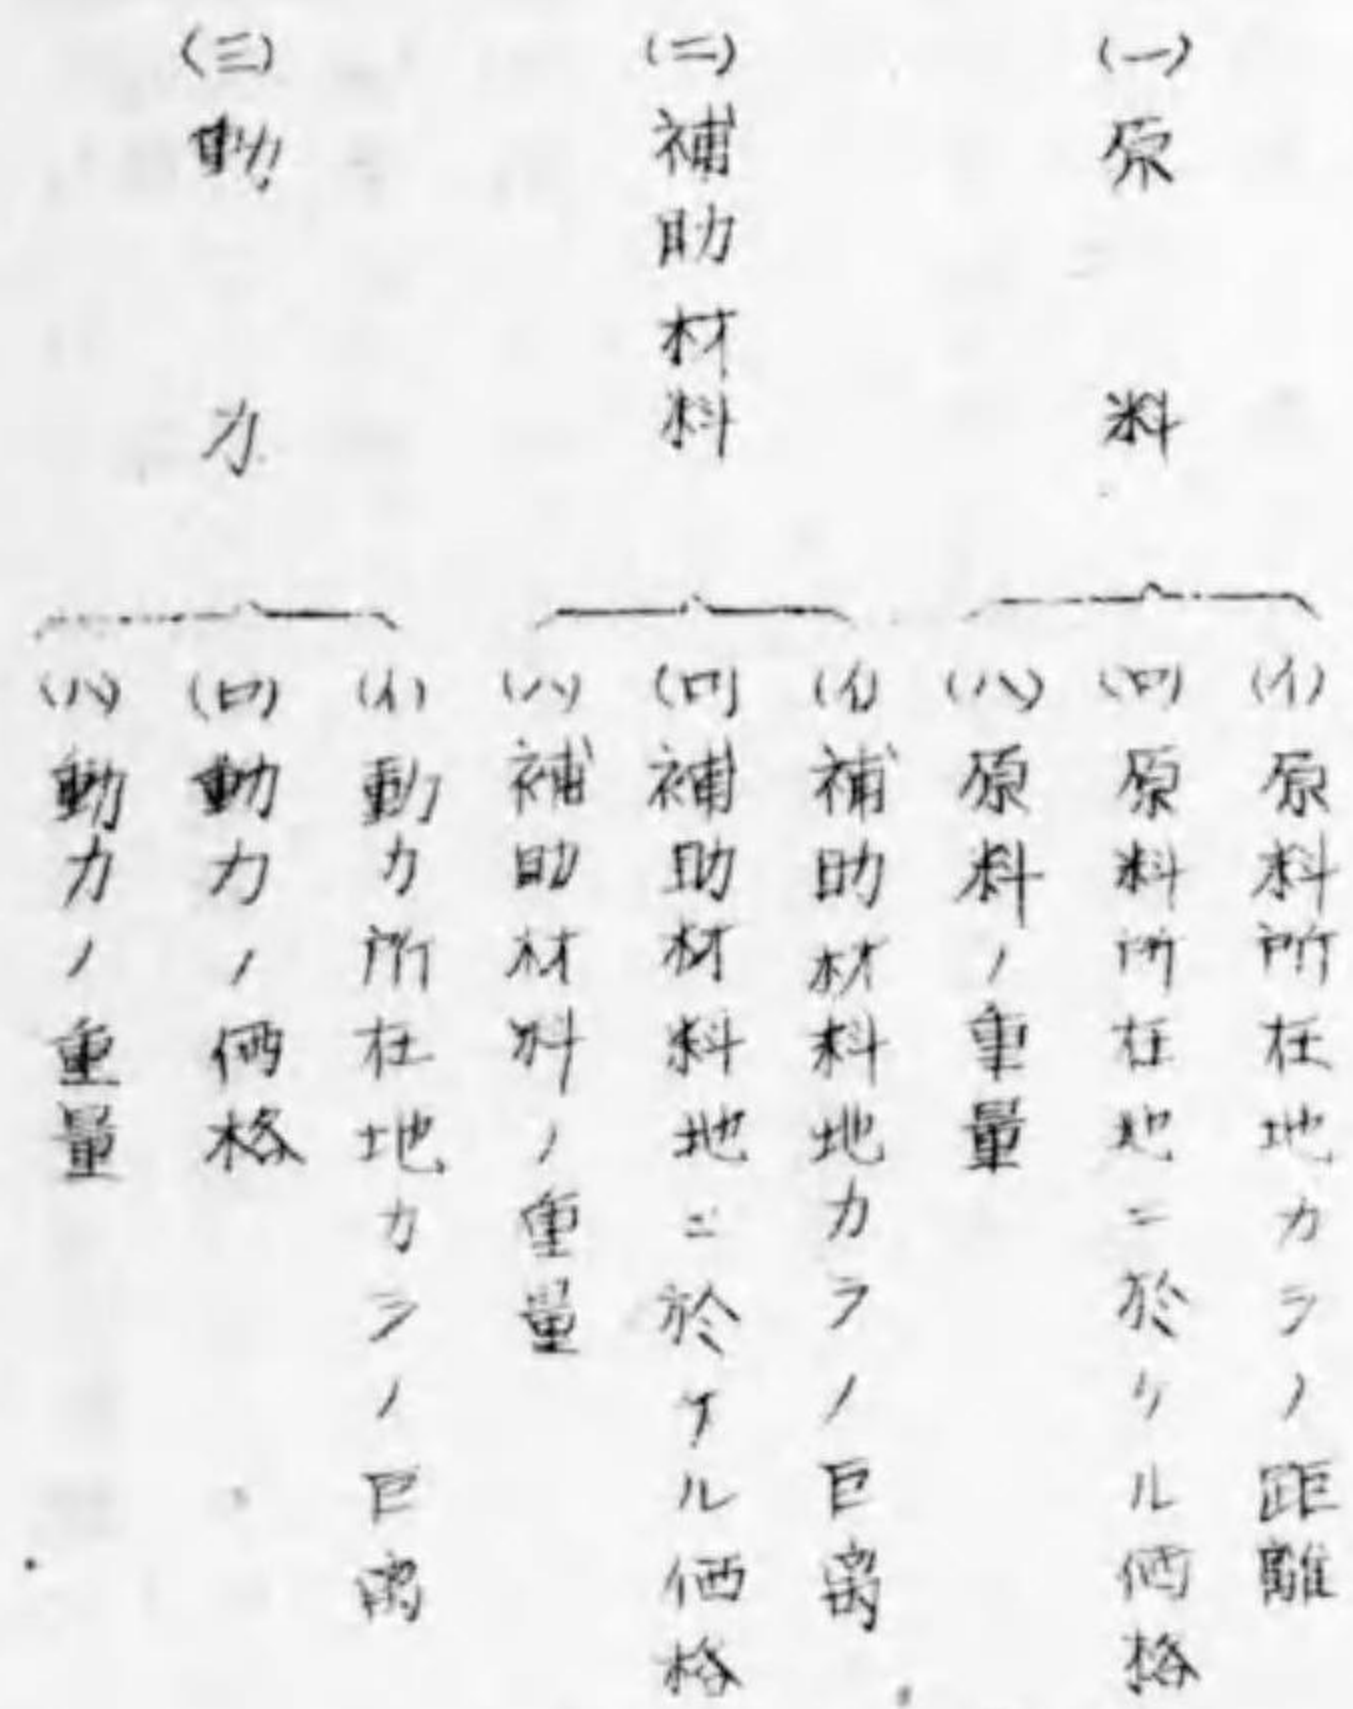 (一)原料
(イ)原料所在地カラノ距離
(ロ)原料所在地ニ於ケル価格
(ハ)原料ノ重量
(二)補助材料
(イ)補助材料地カラノ巨离
(ロ)補助材料地ニ於ケル価格
(ハ)補助材料ノ重量
(三)動力
(イ)動力所在地カラノ巨离
(ロ)動力ノ価格
(ハ)動力ノ重量